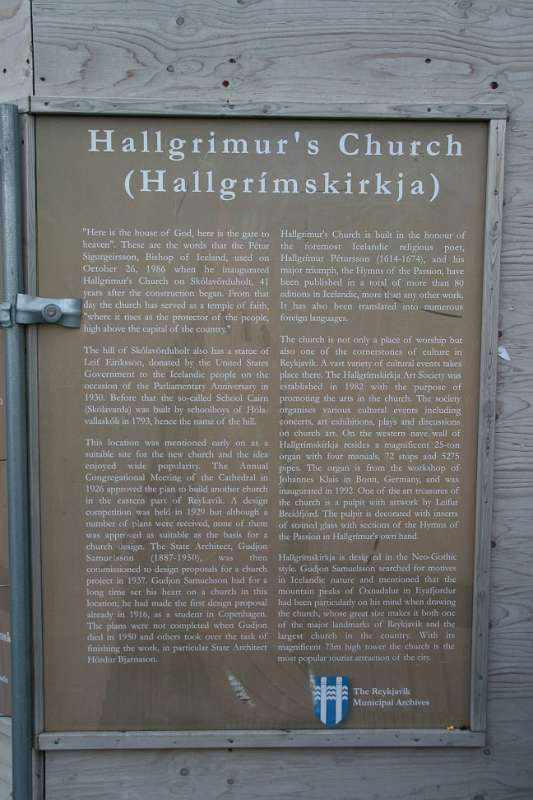 Hallgrimur's Church
(Hallgrímskirkja)
"Here is the house of God, here is the gate to
heaven". These are the words that the Pétur
Sigurgeirsson, Bishop of Iceland, used on
October 26, 1986 when he inaugurated
Hallgrímur's Church on Skólavörduholt, 41
years after the construction began. From that
day the church has served as a temple of faith,
"where it rises as the protector of the people,
high above the capital of the country."
The hill of Skólavörduholt also has a statue of
Leif Eiríksson, donated by the United States
Government to the Icelandic people on the
occasion of the Parliamentary Anniversary in
1930. Before that the so-called School Cairn
(Skólavarda) was built by schoolboys of Hóla-
vallaskóli in 1793, hence the name of the hill.
This location was mentioned early on as a
suitable site for the new church and the idea
enjoyed wide popularity. The Annual
Congregational Meeting of the Cathedral in
1926 approved the plan to build another church
in the eastern part of Reykjavík. A design
competition was held in 1929 but although a
number of plans were received, none of them
was approved as suitable as the basis for a
church design. The State Architect, Gudjon
Samuelsson (1887-1950), was then
commissioned to design proposals for a church
project in 1937. Gudjon Samuelsson had for a
long time set his heart on a church in this
location; he had made the first design proposal
already in 1916, as a student in Copenhagen.
The plans were not completed when Gudjon
died in 1950 and others took over the task of
finishing the work, in particular State Architect
Hördur Bjarnason.
Hallgrimur's Church is built in the honour of
the foremost Icelandic religious poet,
Hallgrímur Pétursson (1614-1674), and his
major triumph, the Hymns of the Passion, have
been published in a total of more than 80
editions in Icelandic, more than any other work.
It has also been translated into numerous
foreign languages.
The church is not only a place of worship but
also one of the cornerstones of culture in
Reykjavík. A vast variety of cultural events takes
place there. The Hallgrímskirkja Art Society was
established in 1982 with the purpose of
promoting the arts in the church. The society
organises various cultural events including
concerts, art exhibitions, plays and discussions
on church art. On the western nave wall of
Hallgrímskirkja resides a magnificent 25-ton
organ with four manuals, 72 stops and 5275
pipes. The organ is from the workshop of
Johannes Klais in Bonn, Germany, and was
inaugurated in 1992. One of the art treasures of
the church is a pulpit with artwork by Leifur
Breidfjörd. The pulpit is decorated with inserts
of stained glass with sections of the Hymns of
the Passion in Hallgrímur's own hand.
Hallgrímskirkja is designed in the Neo-Gothic
style. Gudjon Samuelsson searched for motives
in Icelandic nature and mentioned that the
mountain peaks of Öxnadalur in Eyjafjordur
had been particularly on his mind when drawing
the church, whose great size makes it both one
of the major landmarks of Reykjavík and the
largest church in the country. With its
magnificent 73m high tower the church is the
most popular tourist attraction of the city.
The Reykjavík
Municipal Archives